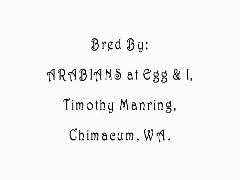 Bred By:
ARABIANS at Egg & I,
Timothy Manring,
Chimacum, WA.